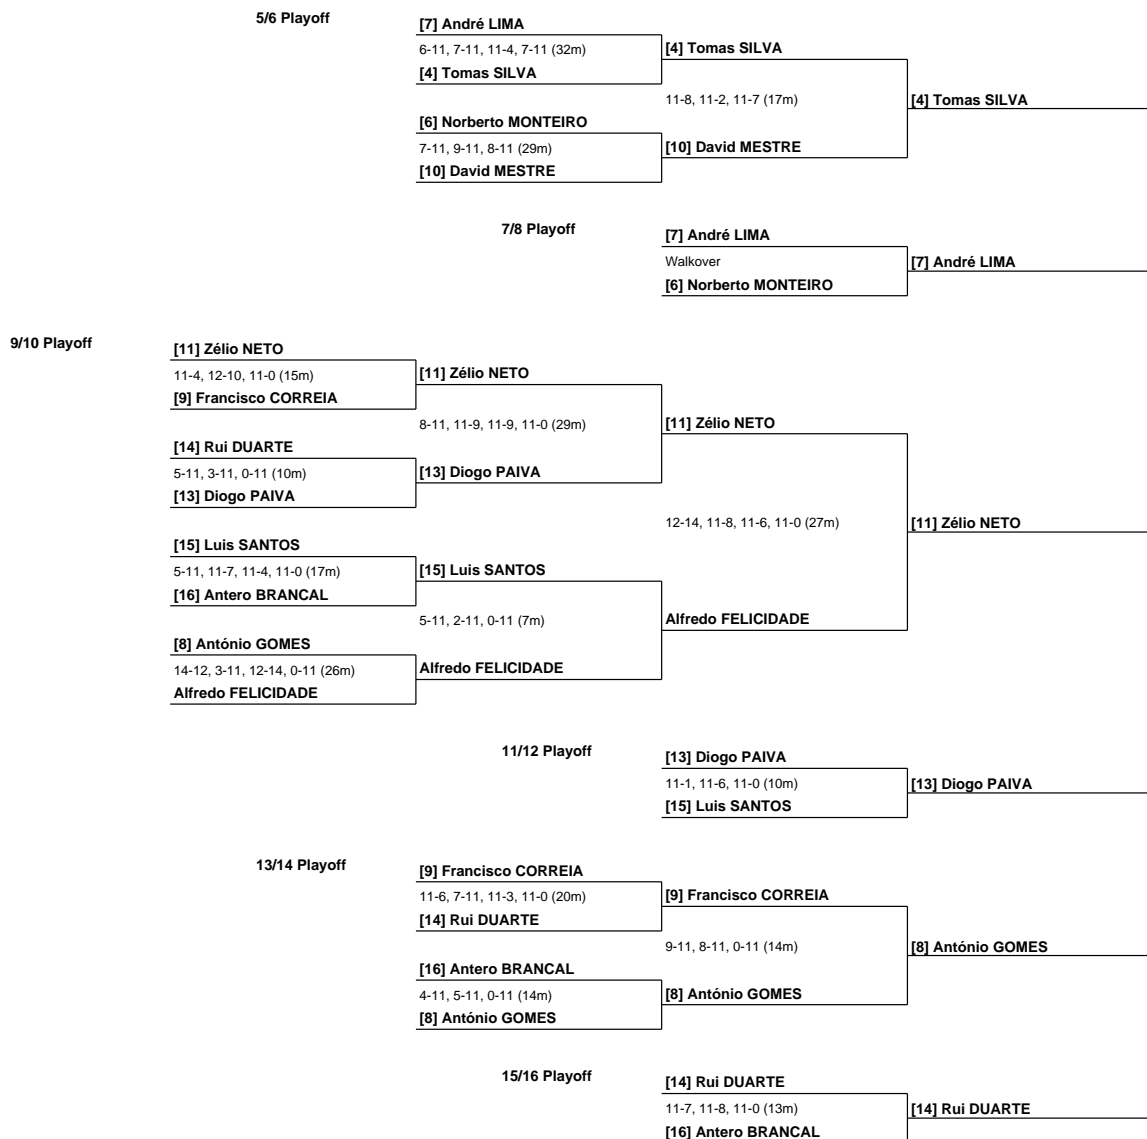 5/6 Playoff
[7] André LIMA
6-11, 7-11, 11-4, 7-11 (32m)
[4] Tomas SILVA
[4] Tomas SILVA
11-8, 11-2, 11-7 (17m)
[4] Tomas SILVA
[6] Norberto MONTEIRO
7-11, 9-11, 8-11 (29m)
[10] David MESTRE
[10] David MESTRE
7/8 Playoff
[7] André LIMA
Walkover
[7] André LIMA
[6] Norberto MONTEIRO
9/10 Playoff
[11] Zélio NETO
11-4, 12-10, 11-0 (15m)
[11] Zélio NETO
[9] Francisco CORREIA
8-11, 11-9, 11-9, 11-0 (29m)
[11] Zélio NETO
[14] Rui DUARTE
5-11, 3-11, 0-11 (10m)
[13] Diogo PAIVA
[13] Diogo PAIVA
12-14, 11-8, 11-6, 11-0 (27m)
[11] Zélio NETO
[15] Luis SANTOS
5-11, 11-7, 11-4, 11-0 (17m)
[15] Luis SANTOS
[16] Antero BRANCAL
5-11, 2-11, 0-11 (7m)
Alfredo FELICIDADE
[8] António GOMES
14-12, 3-11, 12-14, 0-11 (26m)
Alfredo FELICIDADE
Alfredo FELICIDADE
11/12 Playoff
[13] Diogo PAIVA
11-1, 11-6, 11-0 (10m)
[13] Diogo PAIVA
[15] Luis SANTOS
13/14 Playoff
[9] Francisco CORREIA
11-6, 7-11, 11-3, 11-0 (20m)
[9] Francisco CORREIA
[14] Rui DUARTE
9-11, 8-11, 0-11 (14m)
[8] António GOMES
[16] Antero BRANCAL
4-11, 5-11, 0-11 (14m)
[8] António GOMES
[8] António GOMES
15/16 Playoff
[14] Rui DUARTE
11-7, 11-8, 11-0 (13m)
[14] Rui DUARTE
[16] Antero BRANCAL